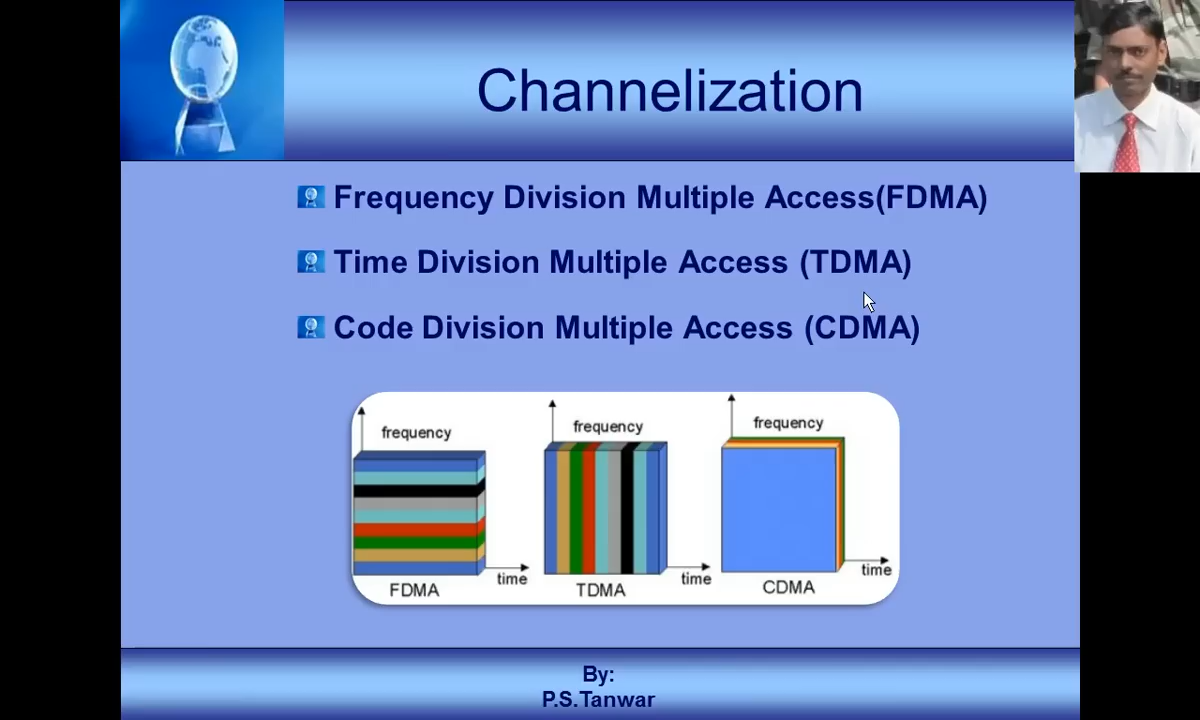 Channelization
Frequency Division Multiple Access(FDMA)
Time Division Multiple Access (TDMA)
Code Division Multiple Access (CDMA)
frequency
time
FDMA
frequency
time
TDMA
frequency
time
CDMA
By:
P.S.Tanwar